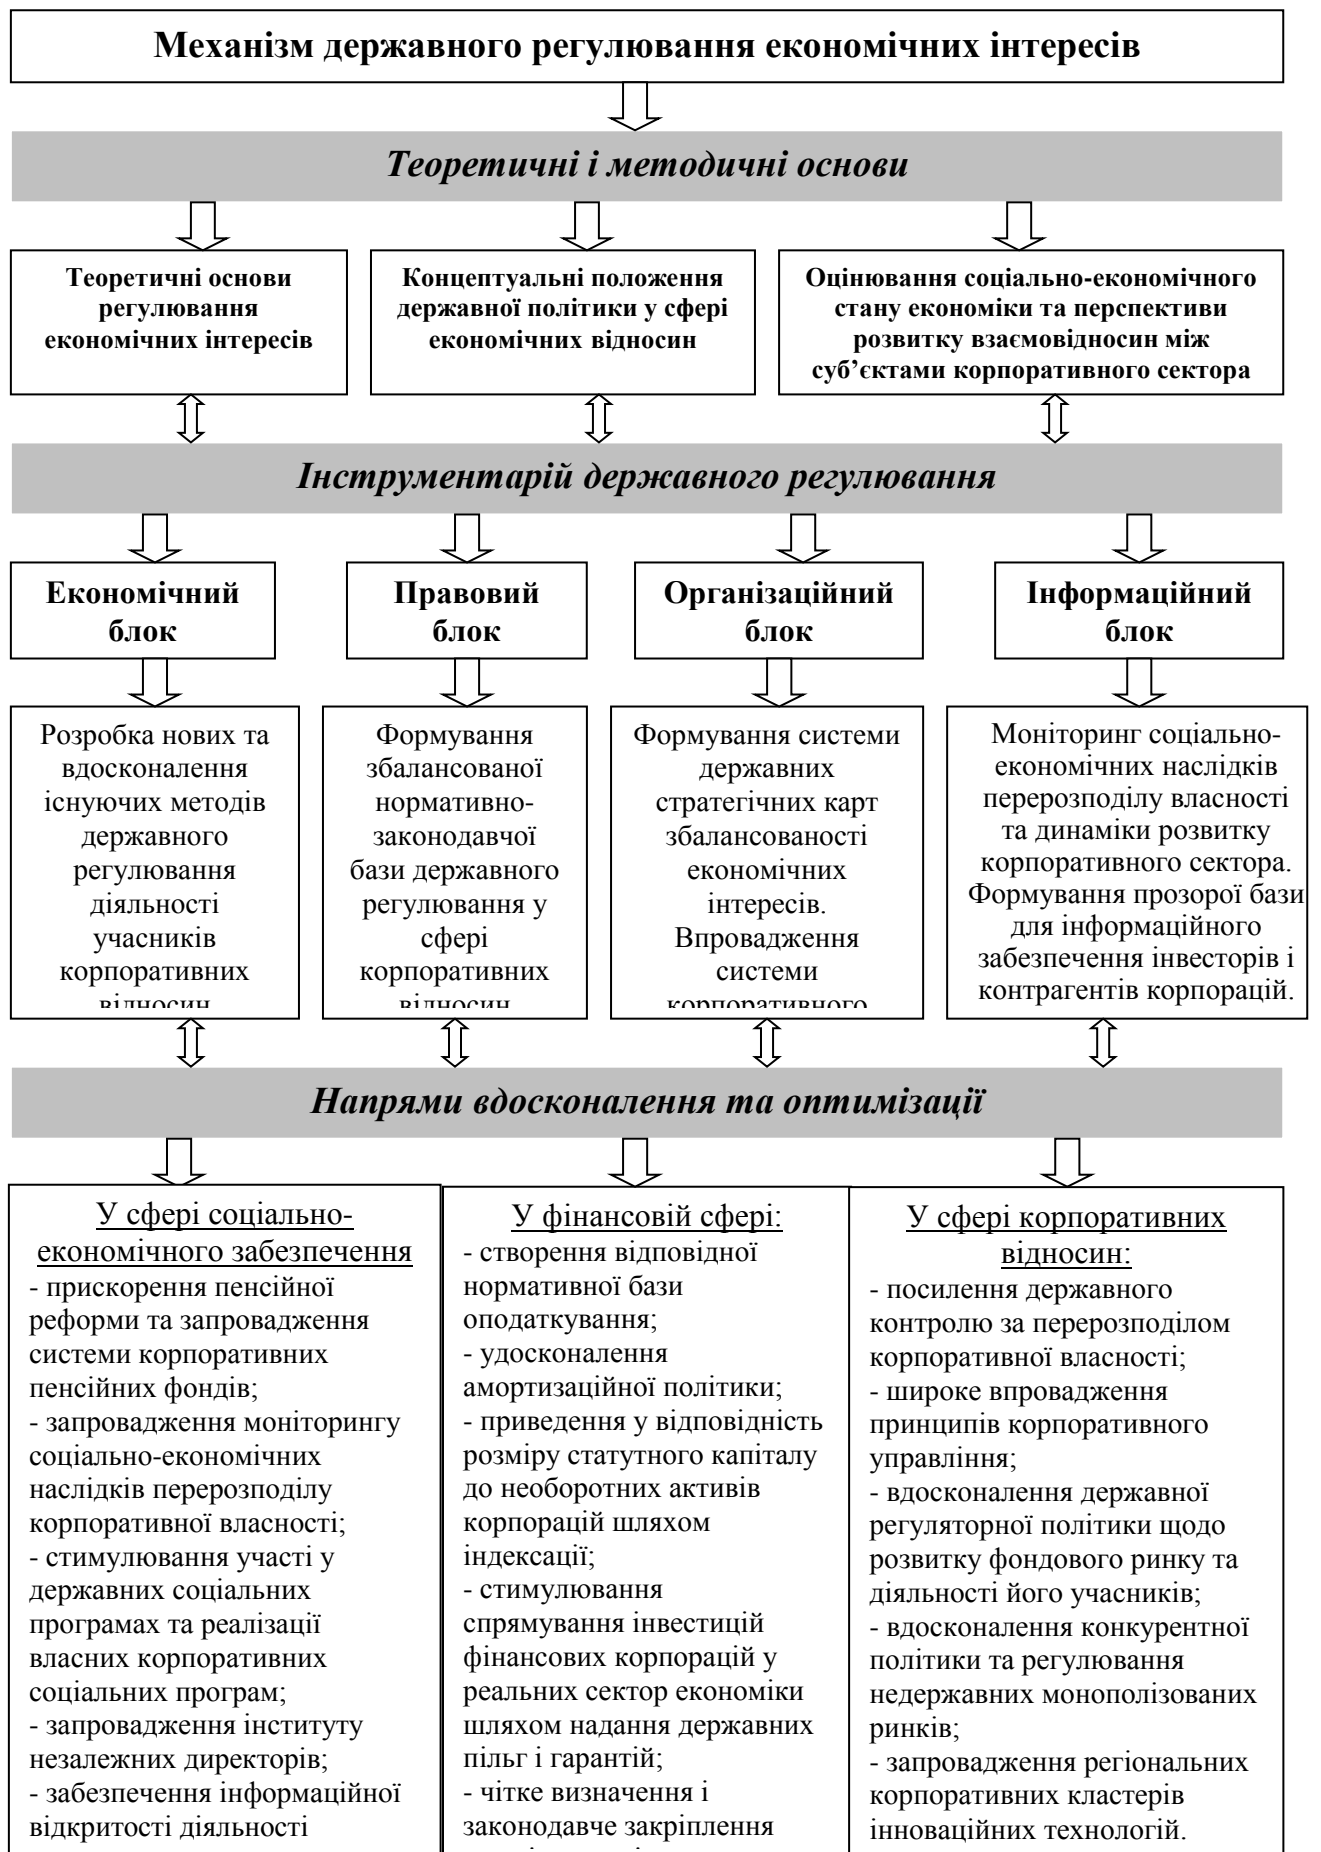 Механізм державного регулювання економічних інтересів
Теоретичні і методичні основи
Теоретичні основи
регулювання
економічних інтересів
Концептуальні положення
державної політики у сфері
економічних відносин
Оцінювання соціально-економічного
стану економіки та перспективи
розвитку взаємовідносин між
суб’єктами корпоративного сектора
Інструментарій державного регулювання
Економічний
блок
Правовий
блок
Організаційний
блок
Інформаційний
блок
Розробка нових та
вдосконалення
існуючих методів
державного
регулювання
діяльності
учасників
корпоративних
відносин
Формування
збалансованої
нормативно-
законодавчої
бази державного
регулювання у
сфері
корпоративних
відносин
Формування системи
державних
стратегічних карт
збалансованості
економічних
інтересів.
Впровадження
системи
корпоративного
Моніторинг соціально-
економічних наслідків
перерозподілу власності
та динаміки розвитку
корпоративного сектора.
Формування прозорої бази
для інформаційного
забезпечення інвесторів і
контрагентів корпорацій.
Напрями вдосконалення та оптимізації
У сфері соціально-
економічного забезпечення
- прискорення пенсійної
реформи та запровадження
системи корпоративних
пенсійних фондів;
- запровадження моніторингу
соціально-економічних
наслідків перерозподілу
корпоративної власності;
- стимулювання участі у
державних соціальних
програмах та реалізації
власних корпоративних
соціальних програм;
- запровадження інституту
незалежних директорів;
- забезпечення інформаційної
відкритості діяльності
У фінансовій сфері:
- створення відповідної
нормативної бази
оподаткування;
- удосконалення
амортизаційної політики;
- приведення у відповідність
розміру статутного капіталу
до необоротних активів
корпорацій шляхом
індексації;
- стимулювання
спрямування інвестицій
фінансових корпорацій у
реальних сектор економіки
шляхом надання державних
пільг і гарантій;
- чітке визначення і
законодавче закріплення
У сфері корпоративних
відносин:
- посилення державного
контролю за перерозподілом
корпоративної власності;
- широке впровадження
принципів корпоративного
управління;
- вдосконалення державної
регуляторної політики щодо
розвитку фондового ринку та
діяльності його учасників;
- вдосконалення конкурентної
політики та регулювання
недержавних монополізованих
ринків;
- запровадження регіональних
корпоративних кластерів
інноваційних технологій.